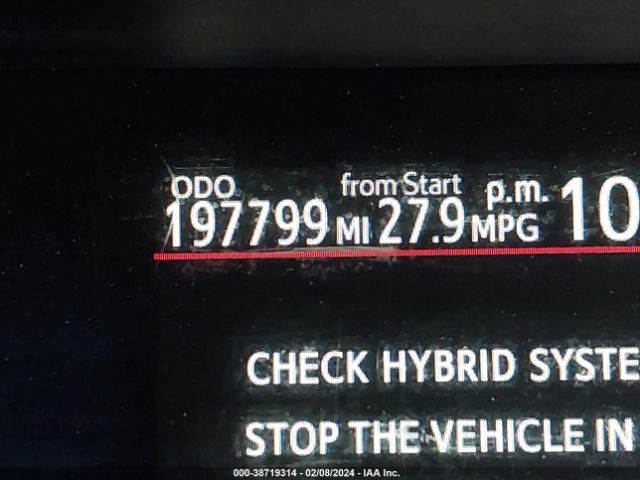 ODO from Start p.m.
197799 MI 27.9 MPG 10
CHECK HYBRID SYSTE
STOP THE VEHICLE IN
000-38719314 - 02/08/2024 - IAA Inc.